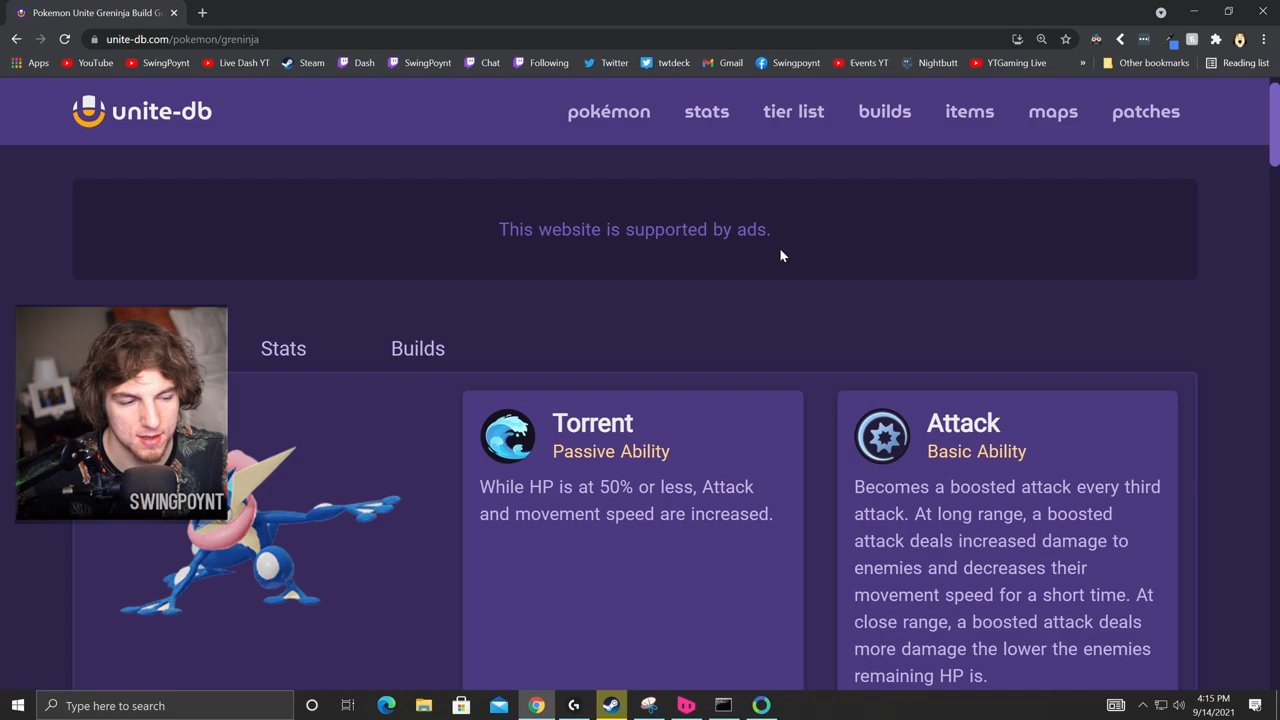 Pokemon Unite Greninja Build G
unite-db.com/pokemon/greninja
Apps YouTube SwingPoynt Live Dash YT Steam Dash SwingPoynt Chat Following Twitter twtdeck Gmail Swingpoynt Events YT Nightbutt YTGaming Live » Other bookmarks Reading list
unite-db pokémon stats tier list builds items maps patches
This website is supported by ads.
Stats Builds
Torrent
Passive Ability
While HP is at 50% or less, Attack
and movement speed are increased.
Attack
Basic Ability
Becomes a boosted attack every third
attack. At long range, a boosted
attack deals increased damage to
enemies and decreases their
movement speed for a short time. At
close range, a boosted attack deals
more damage the lower the enemies
remaining HP is.
SWINGPOYNT
Type here to search
4:15 PM
9/14/2021